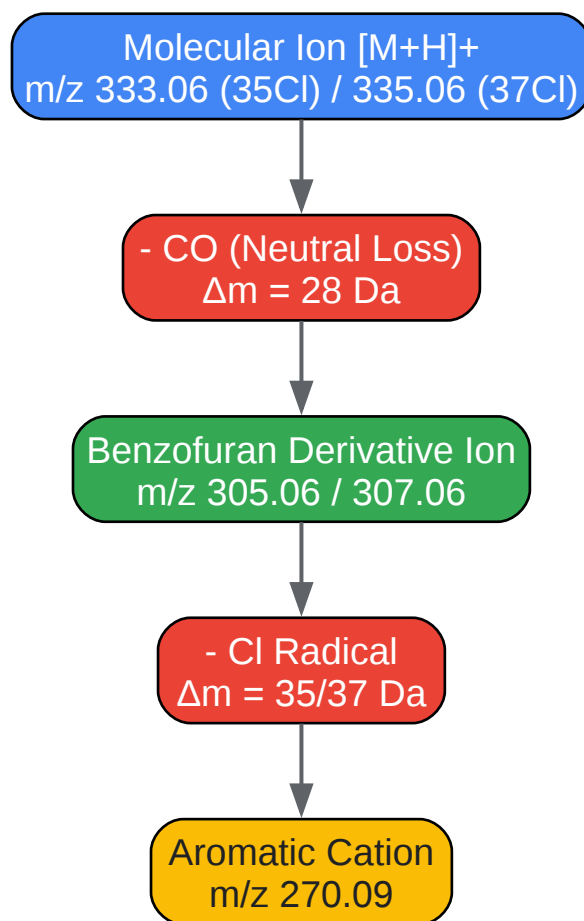 Molecular Ion [M+H]+
m/z 333.06 (35Cl) / 335.06 (37Cl)
- CO (Neutral Loss)
Δm = 28 Da
Benzofuran Derivative Ion
m/z 305.06 / 307.06
- Cl Radical
Δm = 35/37 Da
Aromatic Cation
m/z 270.09